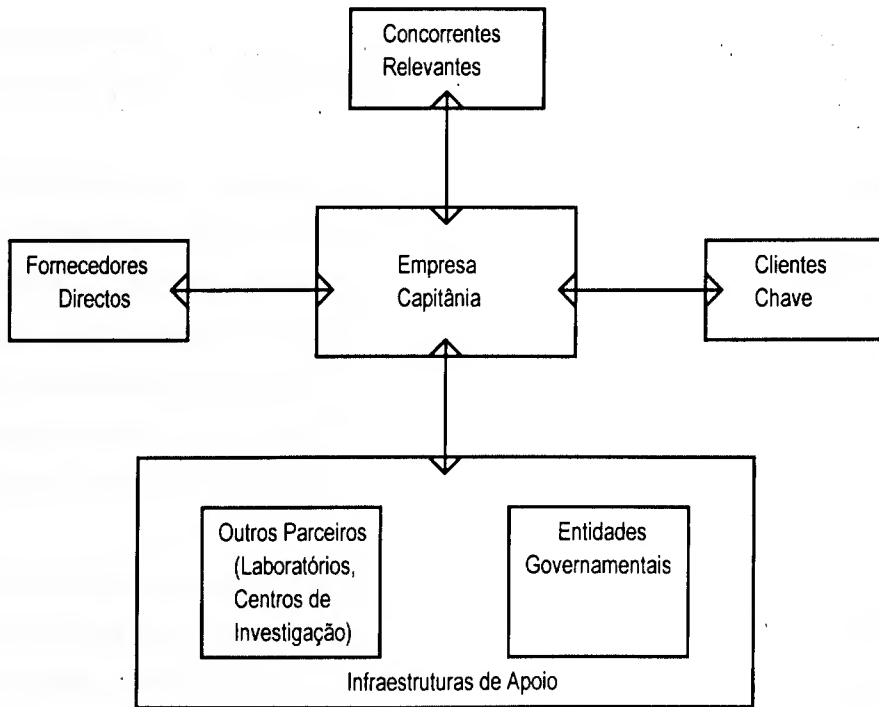 Concorrentes
Relevantes
Fornecedores
Directos
Empresa
Capitânia
Clientes
Chave
Outros Parceiros
(Laboratórios,
Centros de
Investigação)
Entidades
Governamentais
Infraestruturas de Apoio